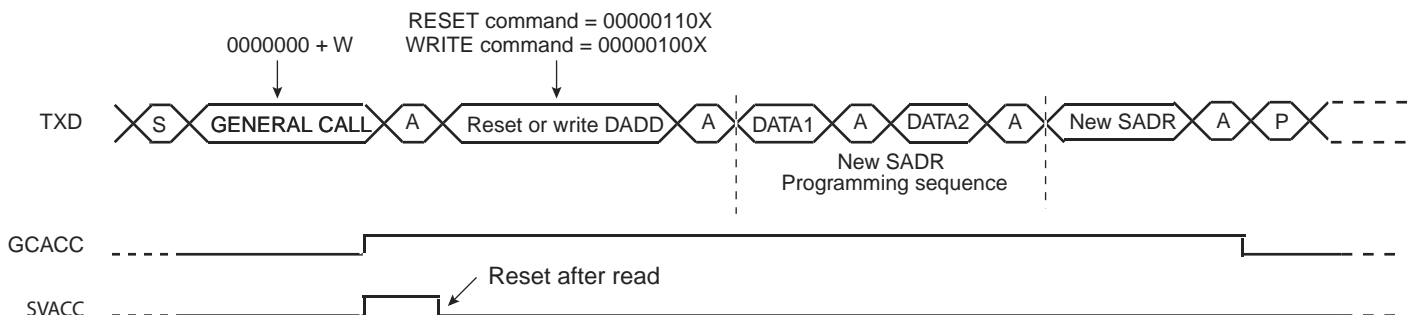 RESET command = 00000110X
0000000 + W
WRITE command = 00000100X
TXD S GENERAL CALL A Reset or write DADD A DATA1 A DATA2 A New SADR A P
New SADR
Programming sequence
GCACC
Reset after read
SVACC